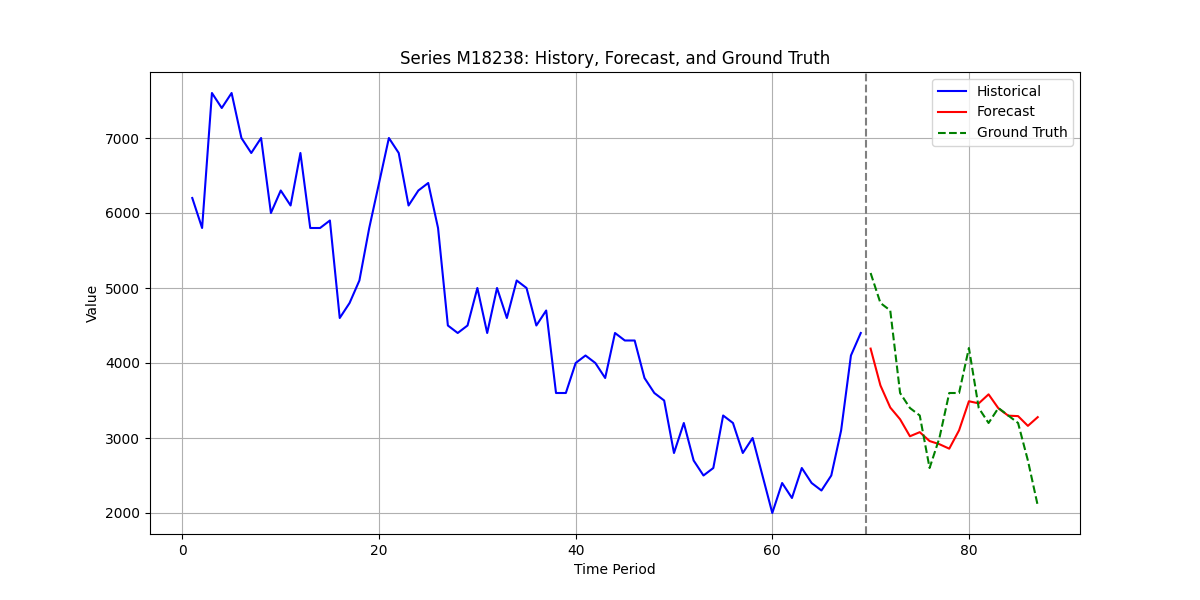 Series M18238: History, Forecast, and Ground Truth
Historical
Forecast
Ground Truth
Value
7000
6000
5000
4000
3000
2000
0
20
40
60
80
Time Period